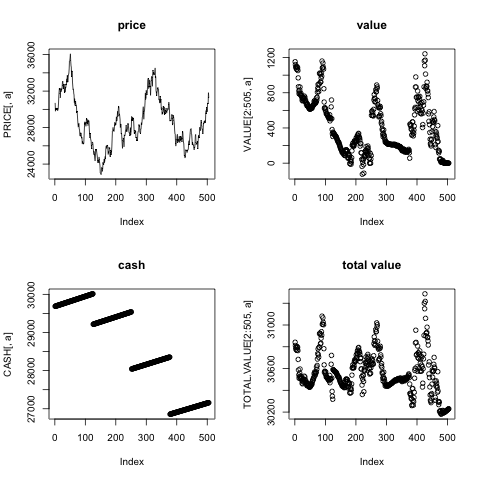 price
PRICE[, a]
24000 28000 32000 36000
0 100 200 300 400 500
Index
value
VALUE[2:505, a]
0 400 800 1200
0 100 200 300 400 500
Index
cash
CASH[, a]
27000 28000 29000 30000
0 100 200 300 400 500
Index
total value
TOTAL.VALUE[2:505, a]
30200 30600 31000
0 100 200 300 400 500
Index